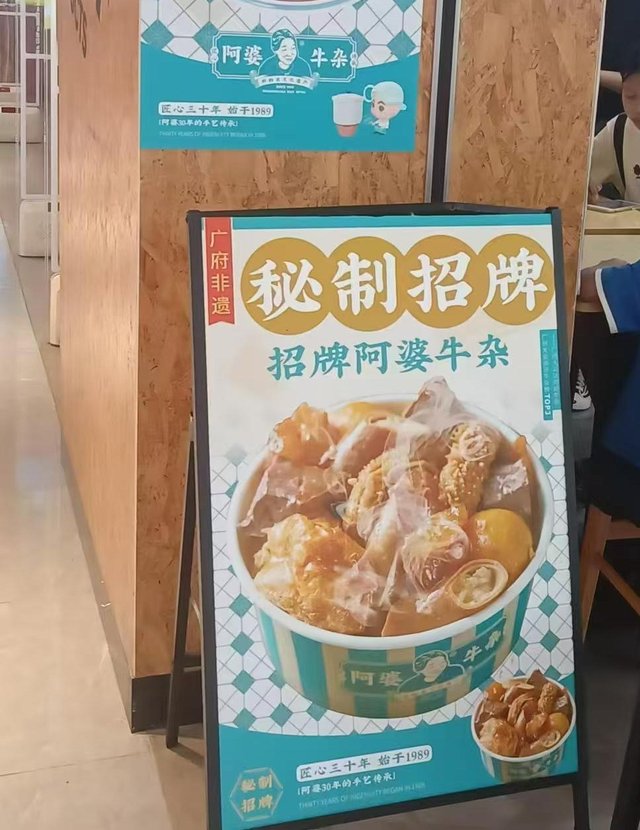 阿婆 牛杂
匠心三十年 始于1989
[阿婆30年的手艺传承]
THIRTY YEARS OF INGENUITY BEGAN IN 1989
广府非遗
秘制招牌
招牌阿婆牛杂
TOP3
阿婆 牛杂
秘制
招牌
匠心三十年 始于1989
[阿婆30年的手艺传承]
THIRTY YEARS OF INGENUITY BEGAN IN 1989